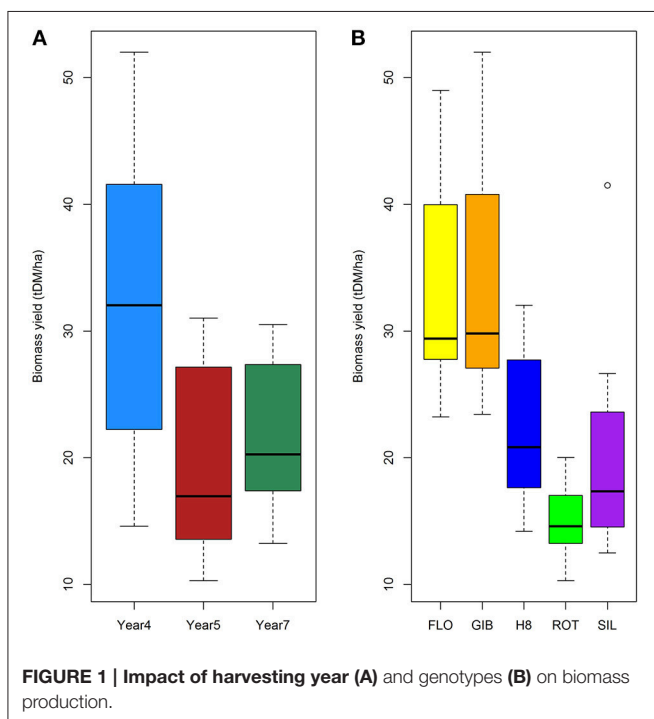 A
B
50
40
30
20
10
Biomass yield (tDM/ha)
Year4 Year5 Year7
50
40
30
20
10
Biomass yield (tDM/ha)
FLO GIB H8 ROT SIL
FIGURE 1 | Impact of harvesting year (A) and genotypes (B) on biomass
production.